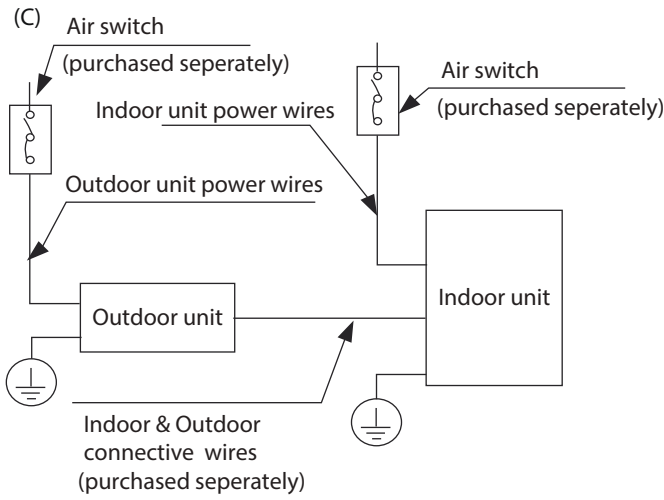 (C)
Air switch
(purchased seperately)
Air switch
(purchased seperately)
Indoor unit power wires
Outdoor unit power wires
Outdoor unit
Indoor unit
Indoor & Outdoor
connective wires
(purchased seperately)